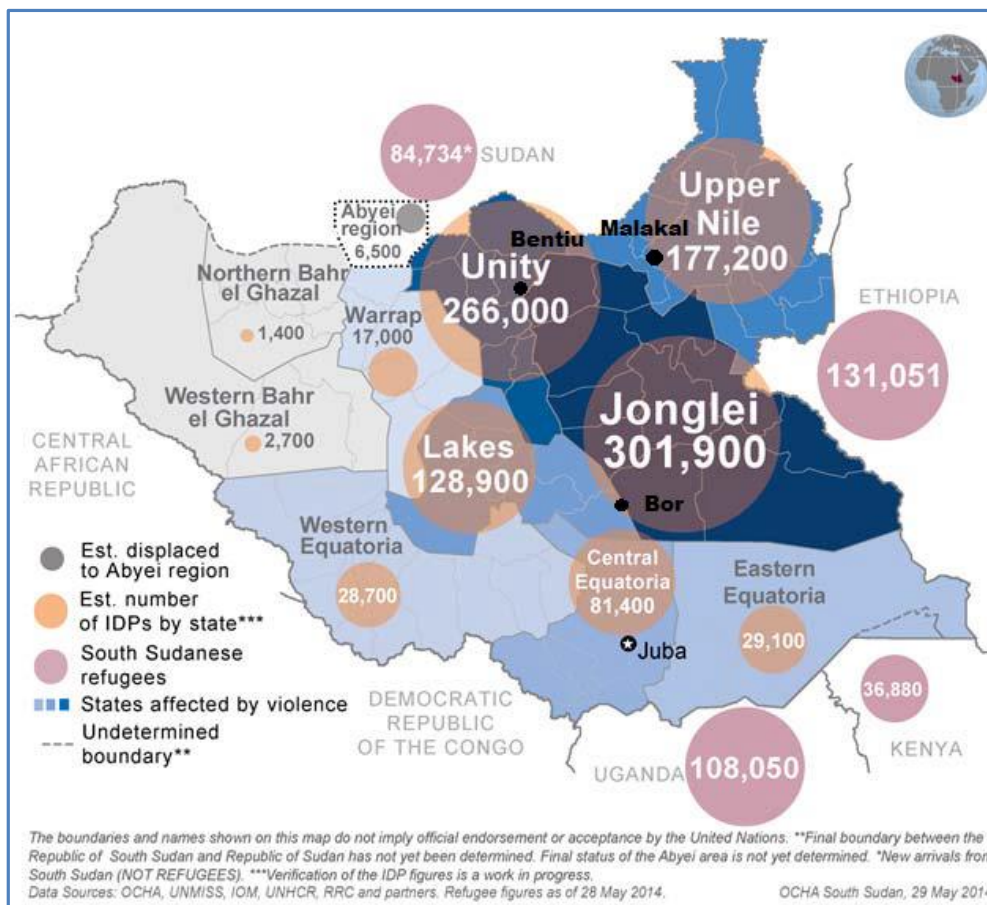 84,734* SUDAN
Abyei
region
6,500
Upper
Nile
177,200
Malakal
Bentiu
Unity
266,000
Northern Bahr
el Ghazal
1,400
Warrap
17,000
ETHIOPIA
131,051
Western Bahr
el Ghazal
2,700
Jonglei
301,900
Lakes
128,900
CENTRAL
AFRICAN
REPUBLIC
Bor
Western
Equatoria
28,700
Central
Equatoria
81,400
Eastern
Equatoria
29,100
Juba
Est. displaced
to Abyei region
Est. number
of IDPs by state***
South Sudanese
refugees
States affected by violence
Undetermined
boundary**
DEMOCRATIC
REPUBLIC
OF THE CONGO
36,880
KENYA
UGANDA 108,050
The boundaries and names shown on this map do not imply official endorsement or acceptance by the United Nations. **Final boundary between the
Republic of South Sudan and Republic of Sudan has not yet been determined. Final status of the Abyei area is not yet determined. *New arrivals from
South Sudan (NOT REFUGEES). ***Verification of the IDP figures is a work in progress.
Data Sources: OCHA, UNMISS, IOM, UNHCR, RRC and partners. Refugee figures as of 28 May 2014. OCHA South Sudan, 29 May 2014